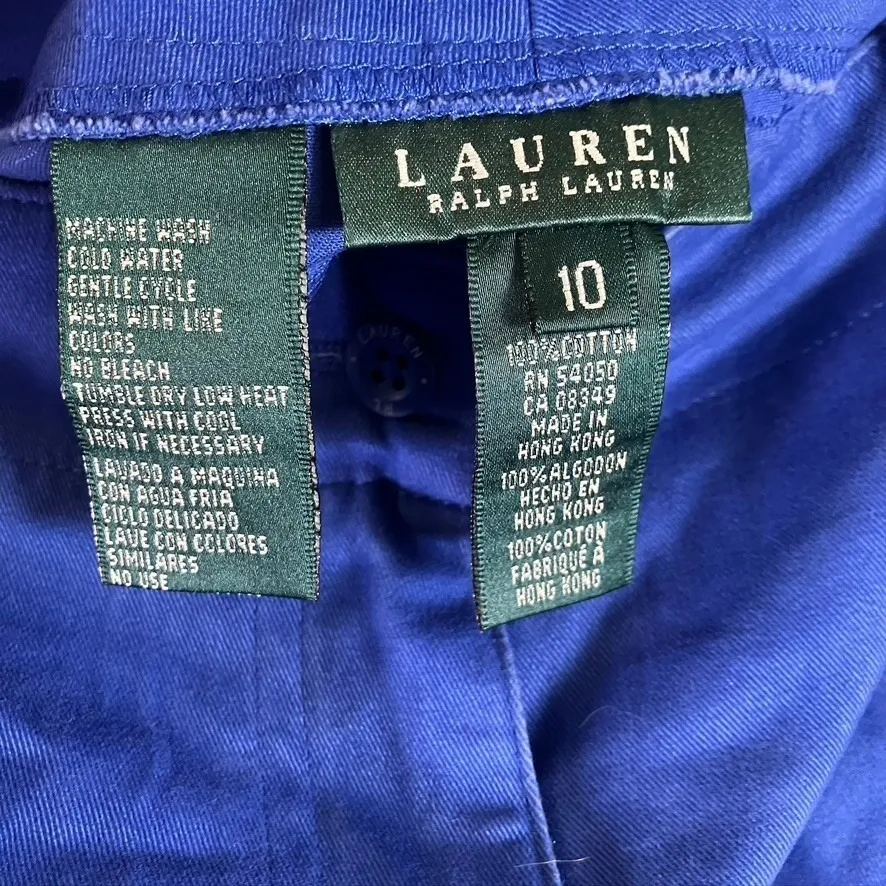 LAUREN
RALPH LAUREN
10
100% COTTON
RN 54050
CA 08349
MADE IN
HONG KONG
100% ALGODON
HECHO EN
HONG KONG
100% COTON
FABRIQUÉ À
HONG KONG
MACHINE WASH
COLD WATER
GENTLE CYCLE
WASH WITH LIKE
COLORS
NO BLEACH
TUMBLE DRY LOW HEAT
PRESS WITH COOL
IRON IF NECESSARY
LAVADO A MAQUINA
CON AGUA FRIA
CICLO DELICADO
LAVE CON COLORES
SIMILARES
NO USE
LAUREN